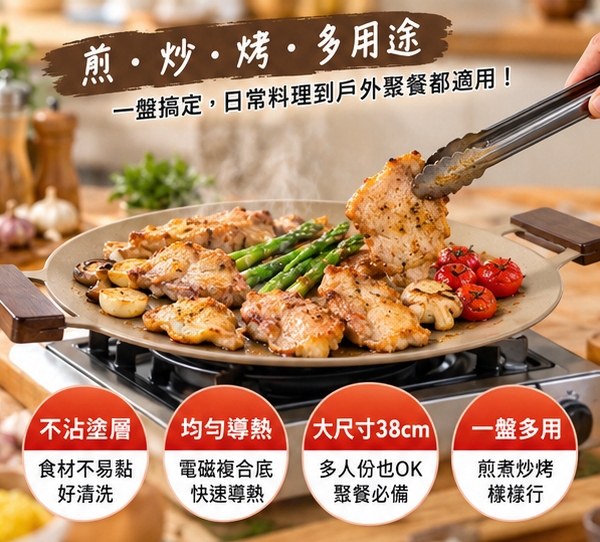 煎・炒・烤・多用途
一盤搞定，日常料理到戶外聚餐都適用！
不沾塗層
食材不易黏
好清洗
均勻導熱
電磁複合底
快速導熱
大尺寸38cm
多人份也OK
聚餐必備
一盤多用
煎煮炒烤
樣樣行